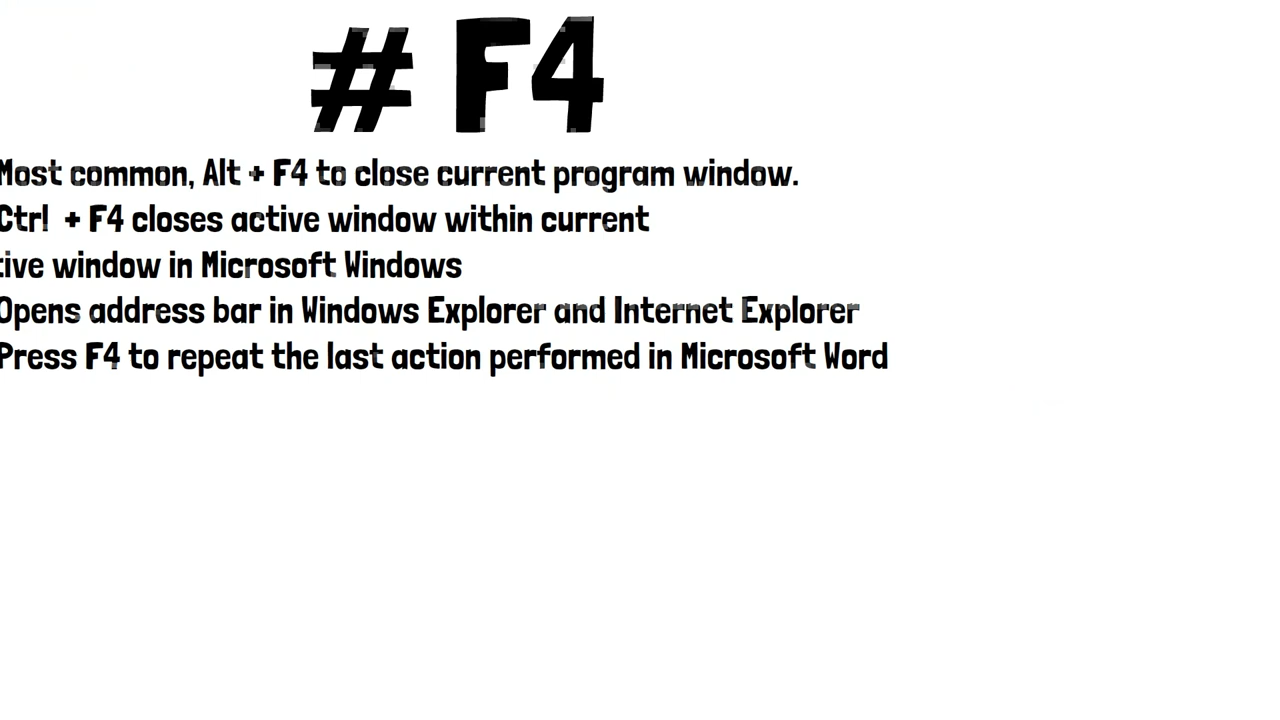 # F4
Most common, Alt + F4 to close current program window.
Ctrl + F4 closes active window within current
tive window in Microsoft Windows
Opens address bar in Windows Explorer and Internet Explorer
Press F4 to repeat the last action performed in Microsoft Word